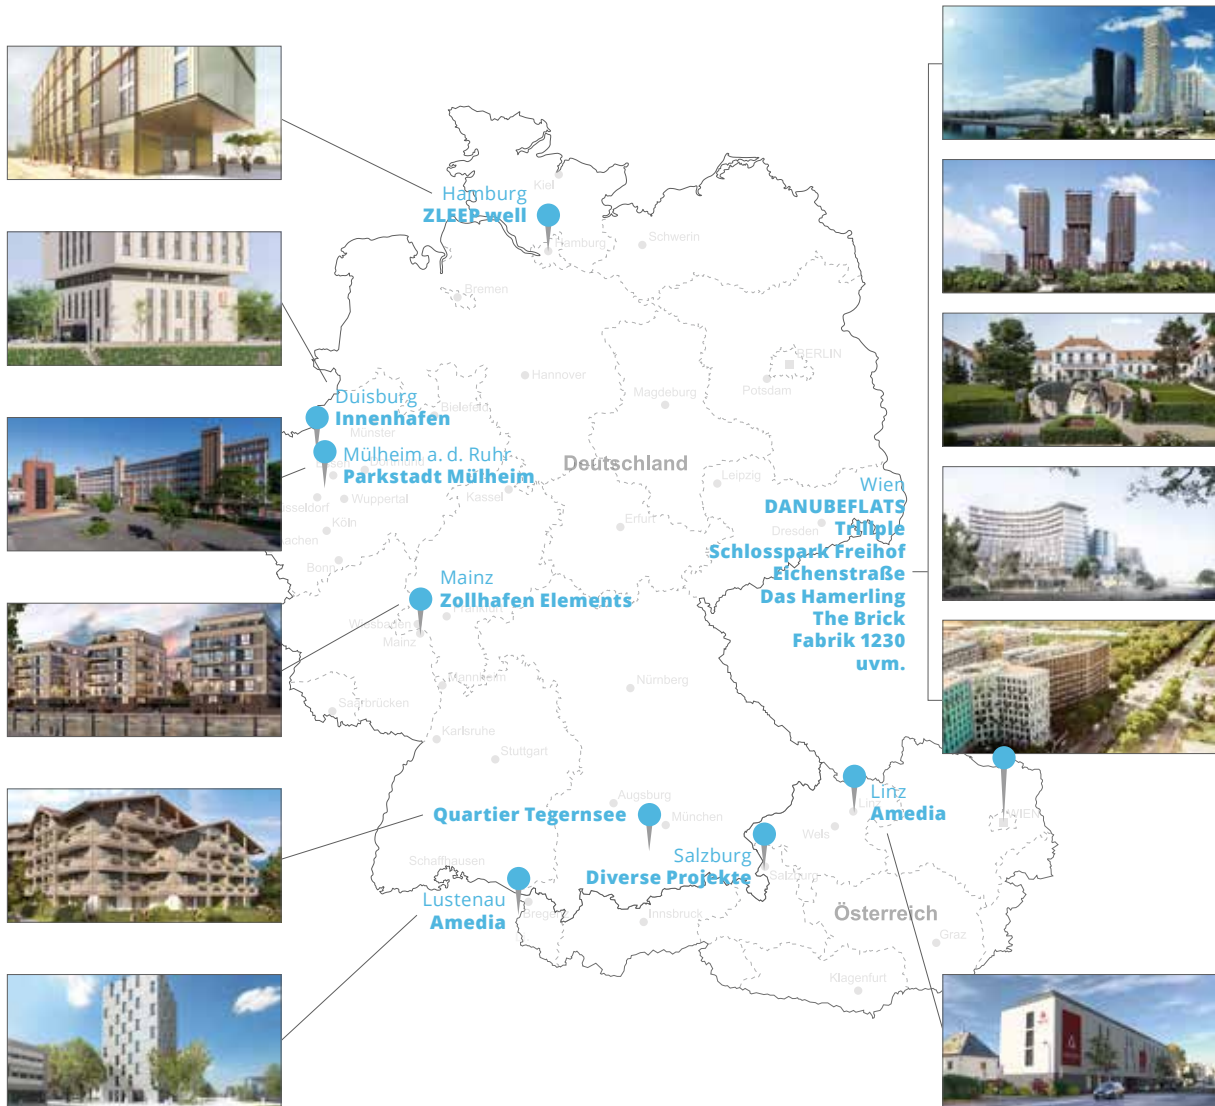 Kiel
Hamburg
ZLEEP well
Hamburg
Schwerin
Bremen
BERLIN
Hannover
Potsdam
Magdeburg
Duisburg
Innenhafen
Bielefeld
Münster
Mülheim a. d. Ruhr
Parkstadt Mülheim
Dortmund
Deutschland
Leipzig
Kassel
Wuppertal
Köln
Erfurt
Dresden
Bonn
Wien
DANUBEFLATS
Triiiple
Schlosspark Freihof
Eichenstraße
Das Hamerling
The Brick
Fabrik 1230
uvm.
Mainz
Zollhafen Elements
Frankfurt
Wiesbaden
Mainz
Mannheim
Nürnberg
Saarbrücken
Karlsruhe
Stuttgart
Augsburg
Quartier Tegernsee
München
Linz
Amedia
Linz
WIEN
Wels
Salzburg
Diverse Projekte
Salzburg
Schaffhausen
Lustenau
Amedia
Bregenz
Innsbruck
Österreich
Graz
Klagenfurt